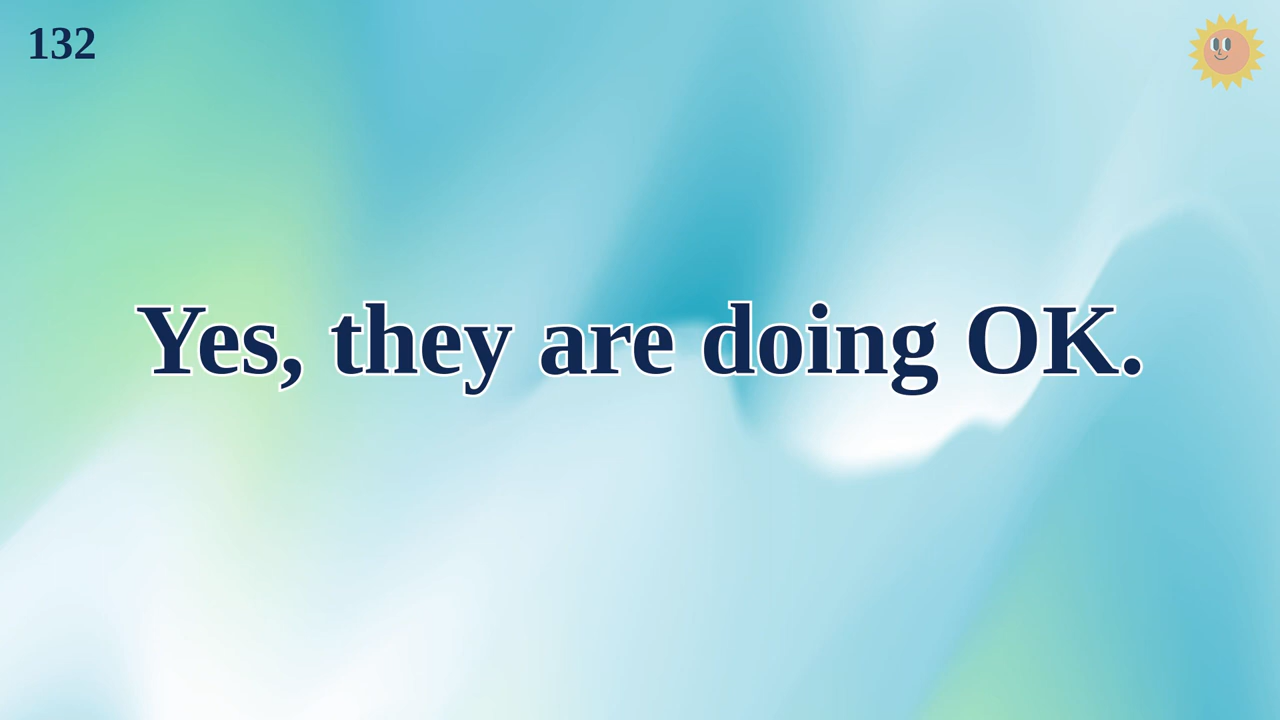 132
Yes, they are doing OK.